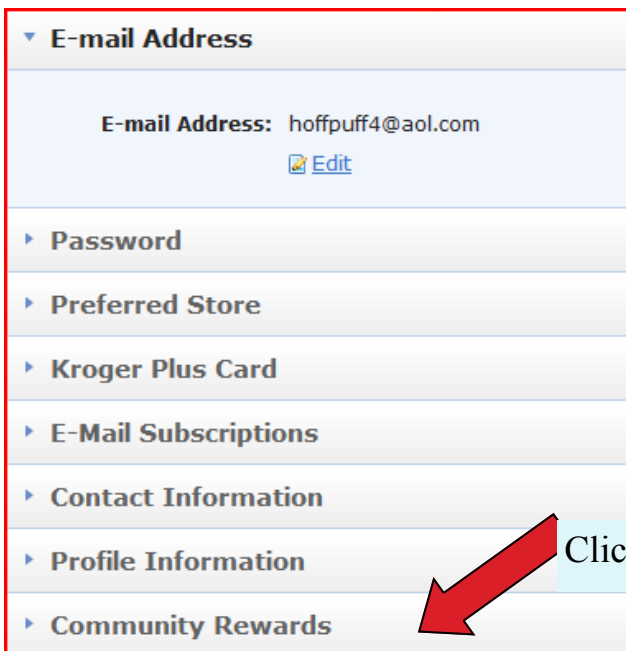 E-mail Address
E-mail Address: hoffpuff4@aol.com
Edit
Password
Preferred Store
Kroger Plus Card
E-Mail Subscriptions
Contact Information
Profile Information
Clic
Community Rewards